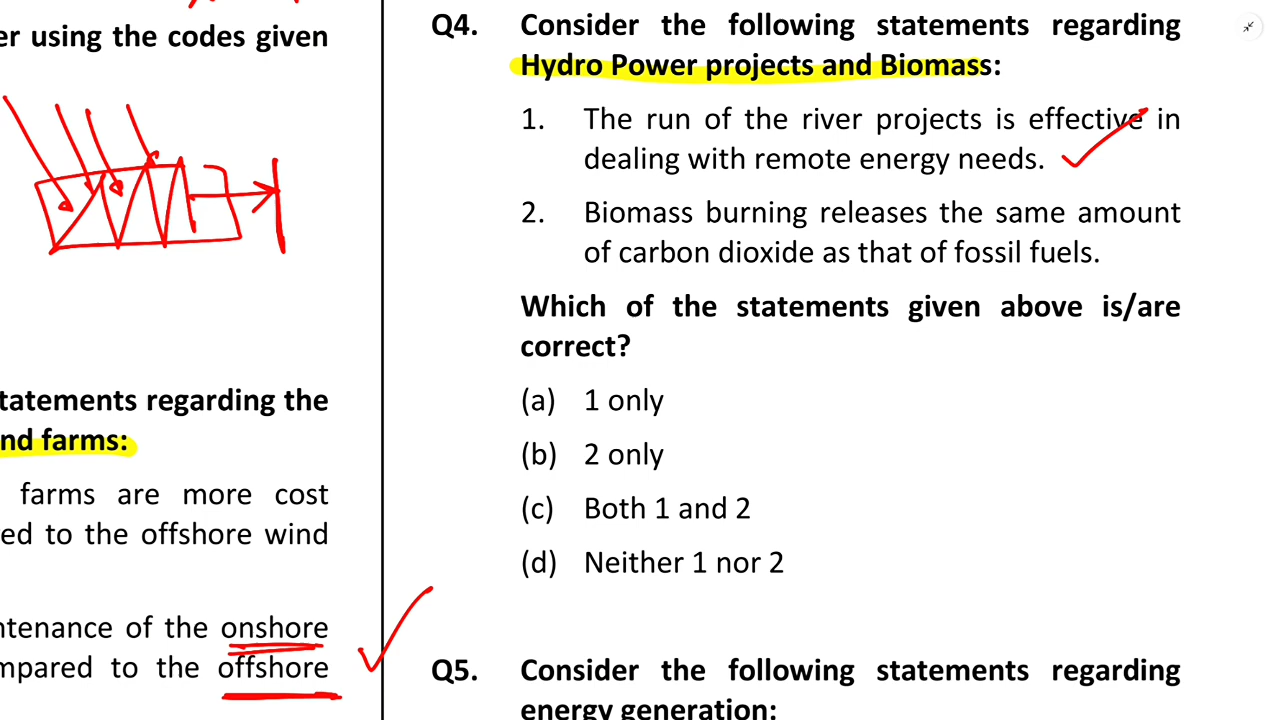 er using the codes given
statements regarding the
nd farms:
farms are more cost
ed to the offshore wind
ntenance of the onshore
mpared to the offshore
Q4. Consider the following statements regarding
Hydro Power projects and Biomass:
1. The run of the river projects is effective in
dealing with remote energy needs.
2. Biomass burning releases the same amount
of carbon dioxide as that of fossil fuels.
Which of the statements given above is/are
correct?
(a) 1 only
(b) 2 only
(c) Both 1 and 2
(d) Neither 1 nor 2
Q5. Consider the following statements regarding
energy generation: